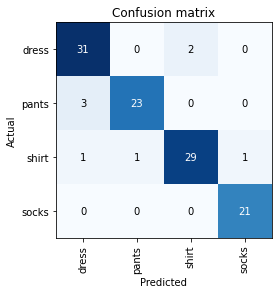 Confusion matrix
Actual
dress 31 0 2 0
pants 3 23 0 0
shirt 1 1 29 1
socks 0 0 0 21
dress pants shirt socks
Predicted